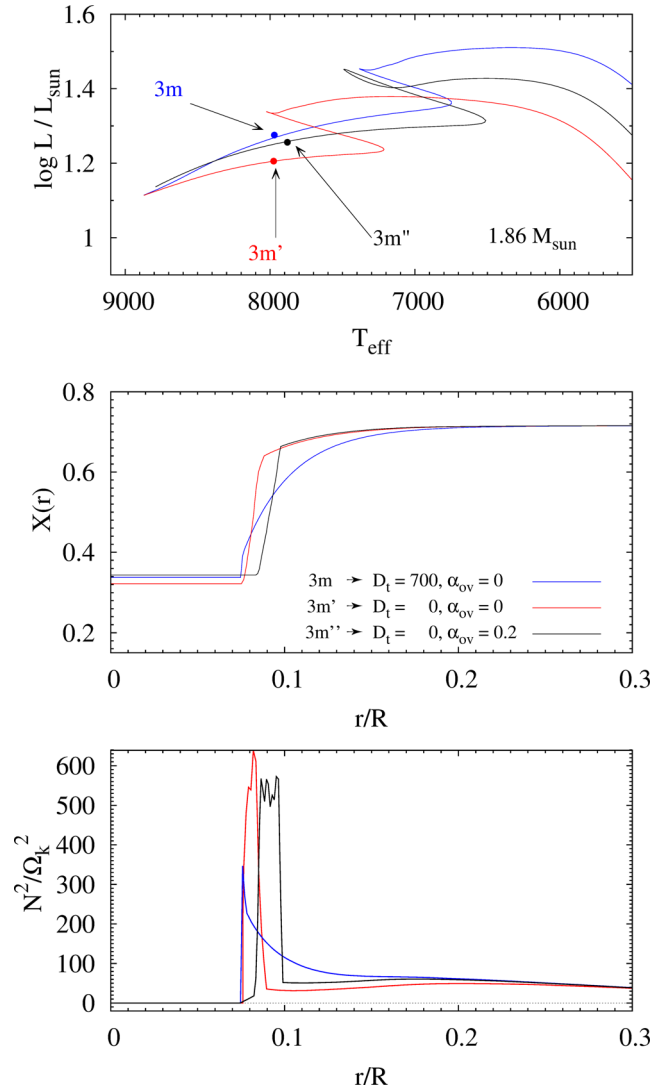 1.6
1.4
1.2
1
log L / L_sun
3m
3m'
3m"
1.86 M_sun
9000 8000 7000 6000
T_eff
0.8
0.6
0.4
0.2
X(r)
3m → D_t = 700, α_ov = 0
3m' → D_t = 0, α_ov = 0
3m'' → D_t = 0, α_ov = 0.2
0 0.1 0.2 0.3
r/R
600
500
400
300
200
100
0
N²/Ω_k²
0 0.1 0.2 0.3
r/R